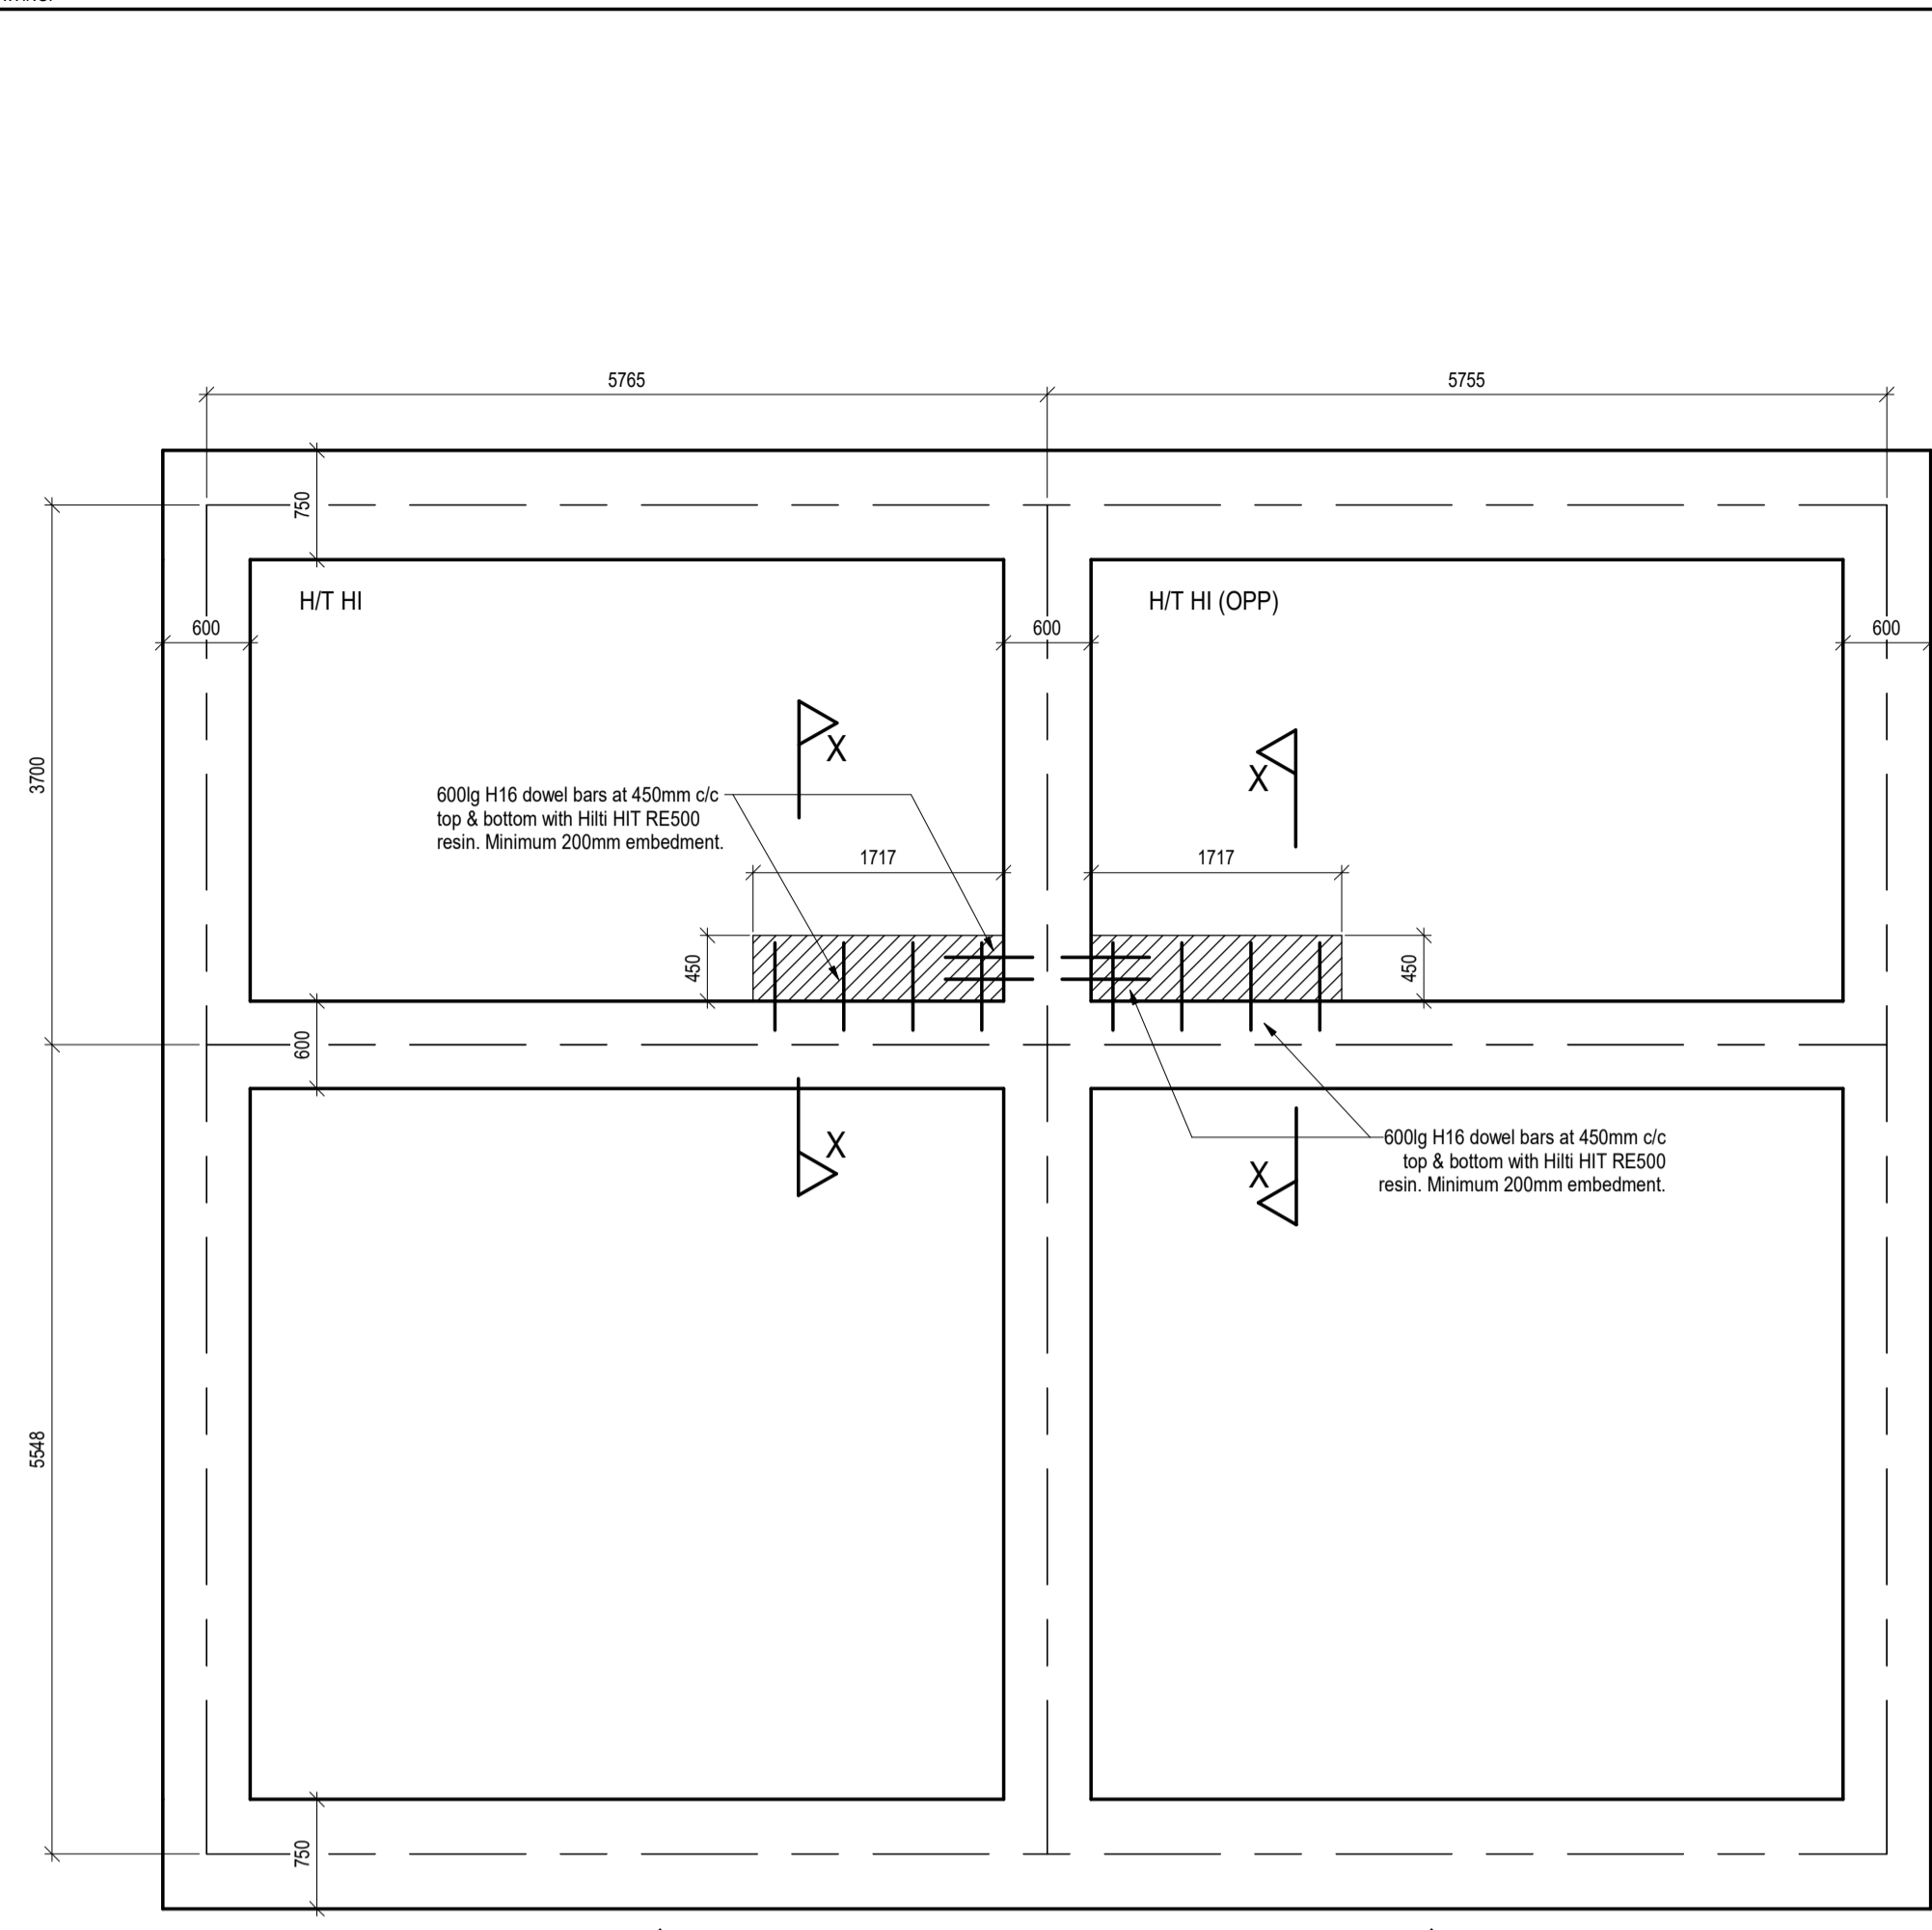 5765
5755
750
H/T HI
H/T HI (OPP)
600
600
600
3700
X
X
600lg H16 dowel bars at 450mm c/c
top & bottom with Hilti HIT RE500
resin. Minimum 200mm embedment.
1717
1717
450
450
600
X
X
600lg H16 dowel bars at 450mm c/c
top & bottom with Hilti HIT RE500
resin. Minimum 200mm embedment.
5548
750